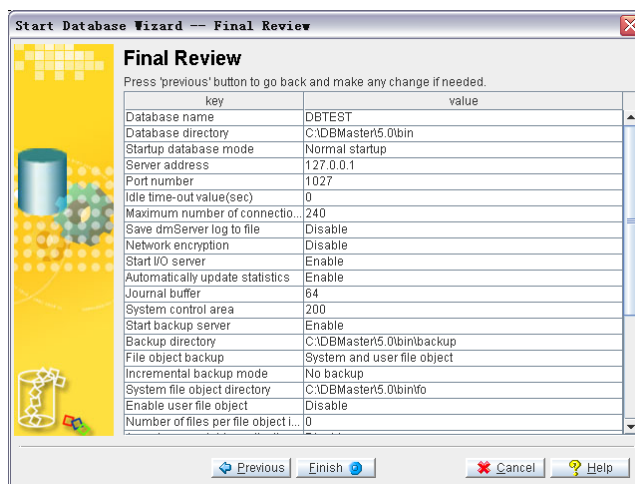 Start Database Wizard -- Final Review
Final Review
Press 'previous' button to go back and make any change if needed.
key value
Database name DBTEST
Database directory C:\DBMaster\5.0\bin
Startup database mode Normal startup
Server address 127.0.0.1
Port number 1027
Idle time-out value(sec) 0
Maximum number of connectio... 240
Save dmServer log to file Disable
Network encryption Disable
Start I/O server Enable
Automatically update statistics Enable
Journal buffer 64
System control area 200
Start backup server Enable
Backup directory C:\DBMaster\5.0\bin\backup
File object backup System and user file object
Incremental backup mode No backup
System file object directory C:\DBMaster\5.0\bin\fo
Enable user file object Disable
Number of files per file object i... 0
Previous Finish Cancel Help